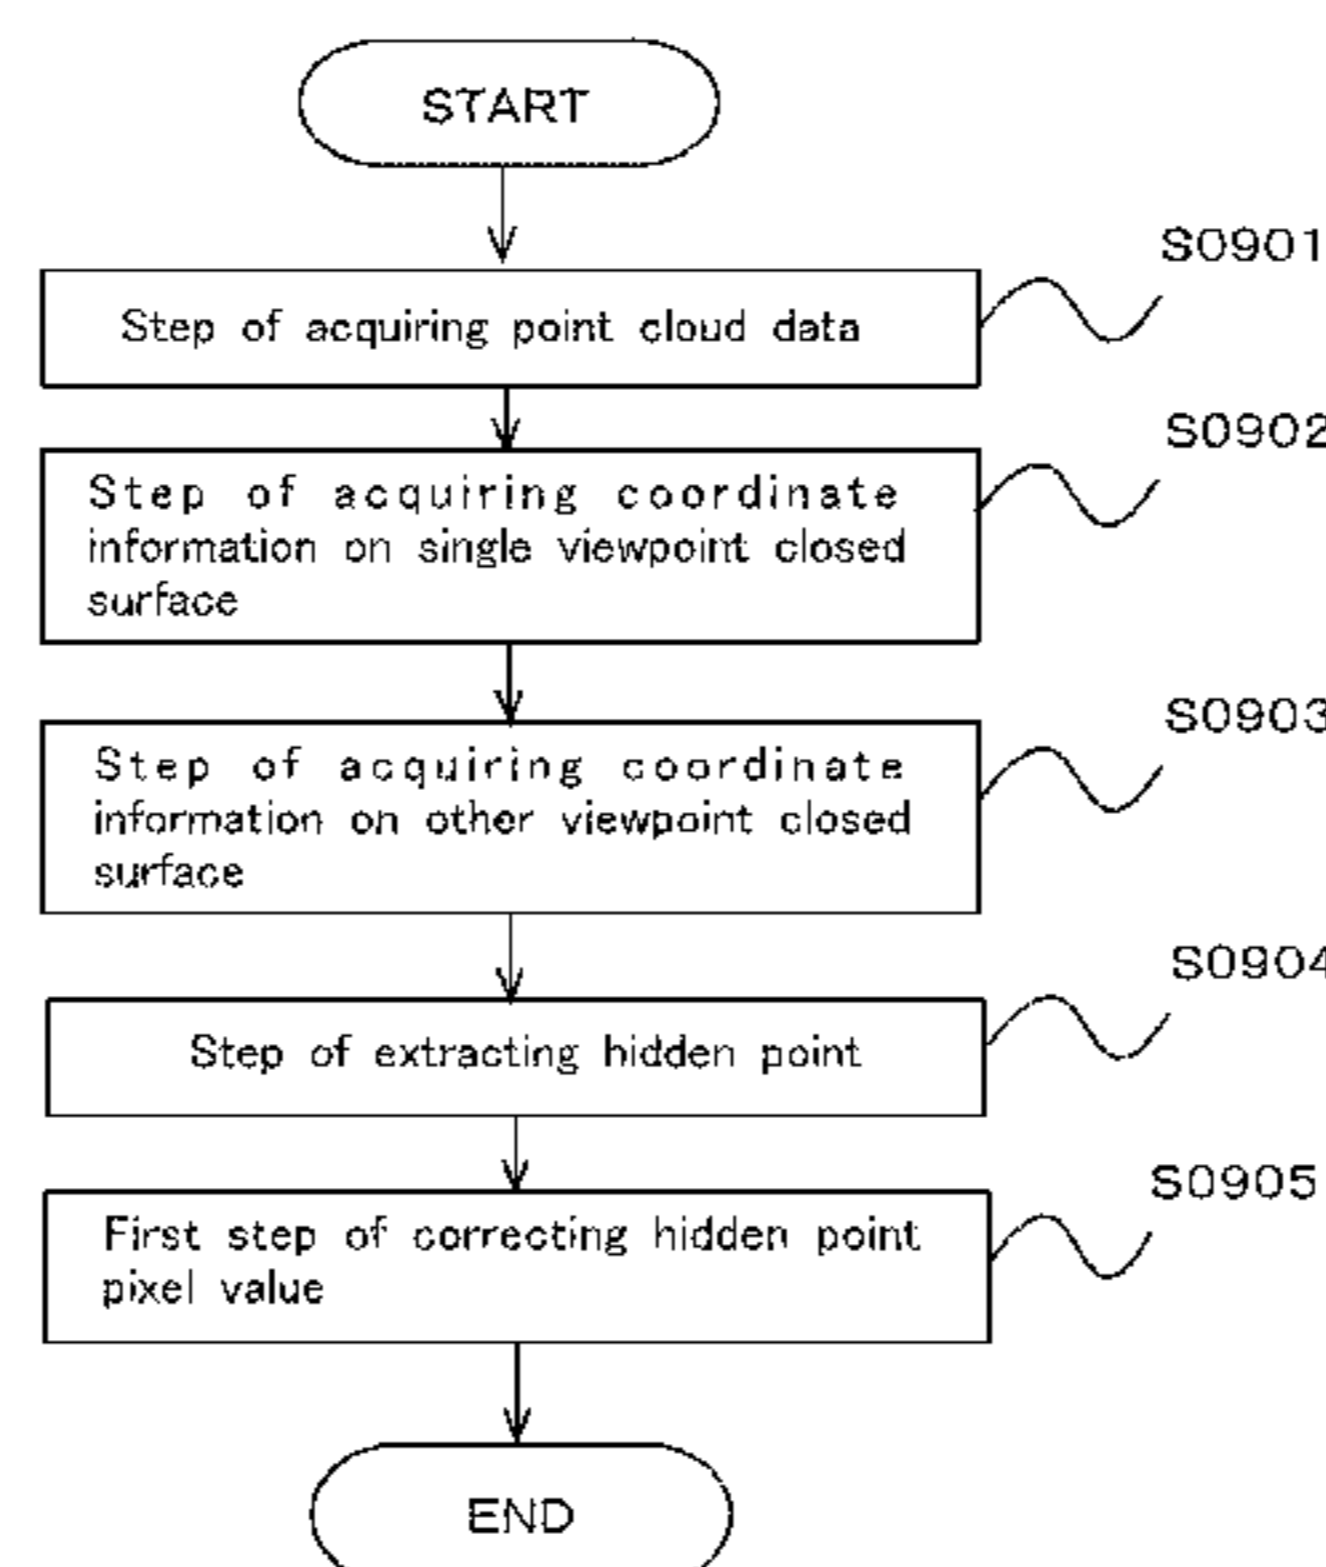 START
S0901
Step of acquiring point cloud data
S0902
Step of acquiring coordinate
information on single viewpoint closed
surface
S0903
Step of acquiring coordinate
information on other viewpoint closed
surface
S0904
Step of extracting hidden point
S0905
First step of correcting hidden point
pixel value
END